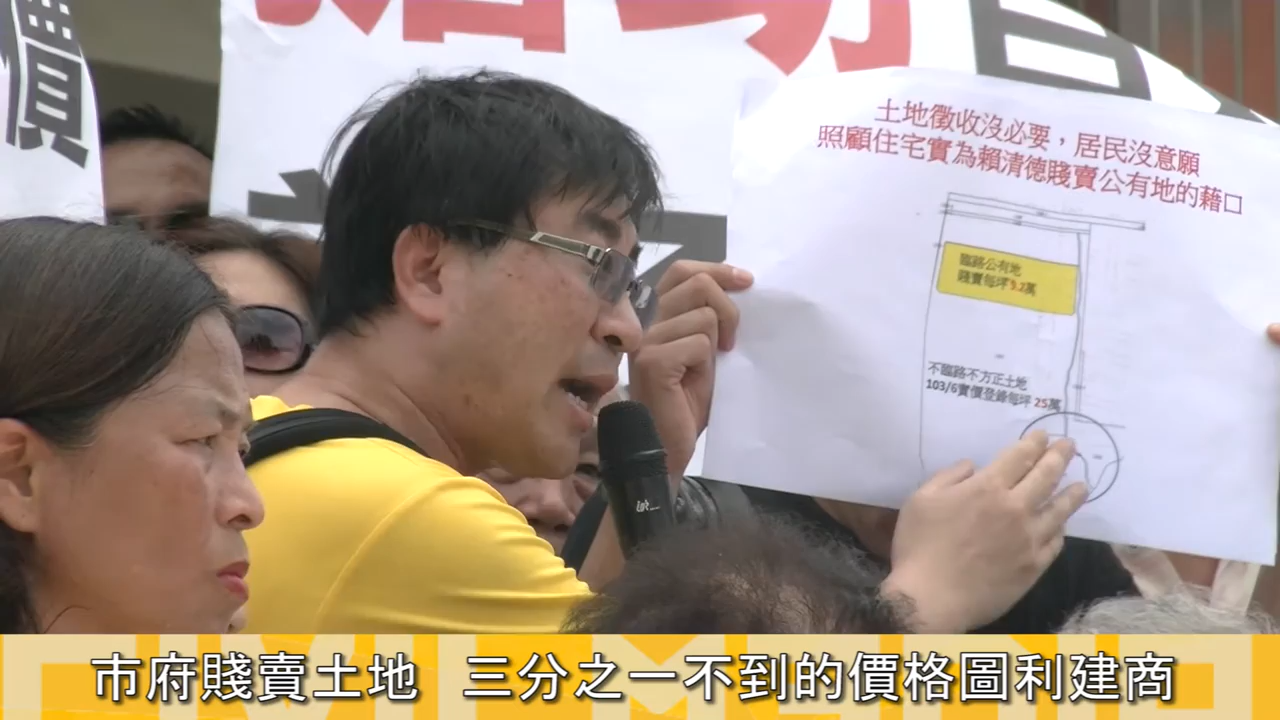 價
土地徵收沒必要，居民沒意願
照顧住宅實為賴清德賤賣公有地的藉口
臨路公有地
賤賣每坪9.2萬
不臨路不方正土地
103/6實價登錄每坪 25萬
市府賤賣土地 三分之一不到的價格圖利建商